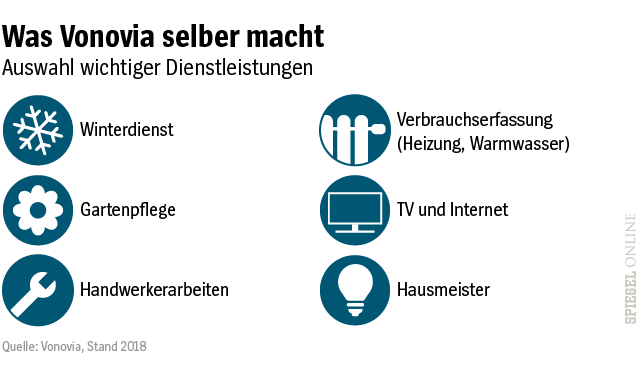 Was Vonovia selber macht
Auswahl wichtiger Dienstleistungen
Winterdienst
Gartenpflege
Handwerkerarbeiten
Verbrauchserfassung
(Heizung, Warmwasser)
TV und Internet
Hausmeister
Quelle: Vonovia, Stand 2018
SPIEGEL ONLINE